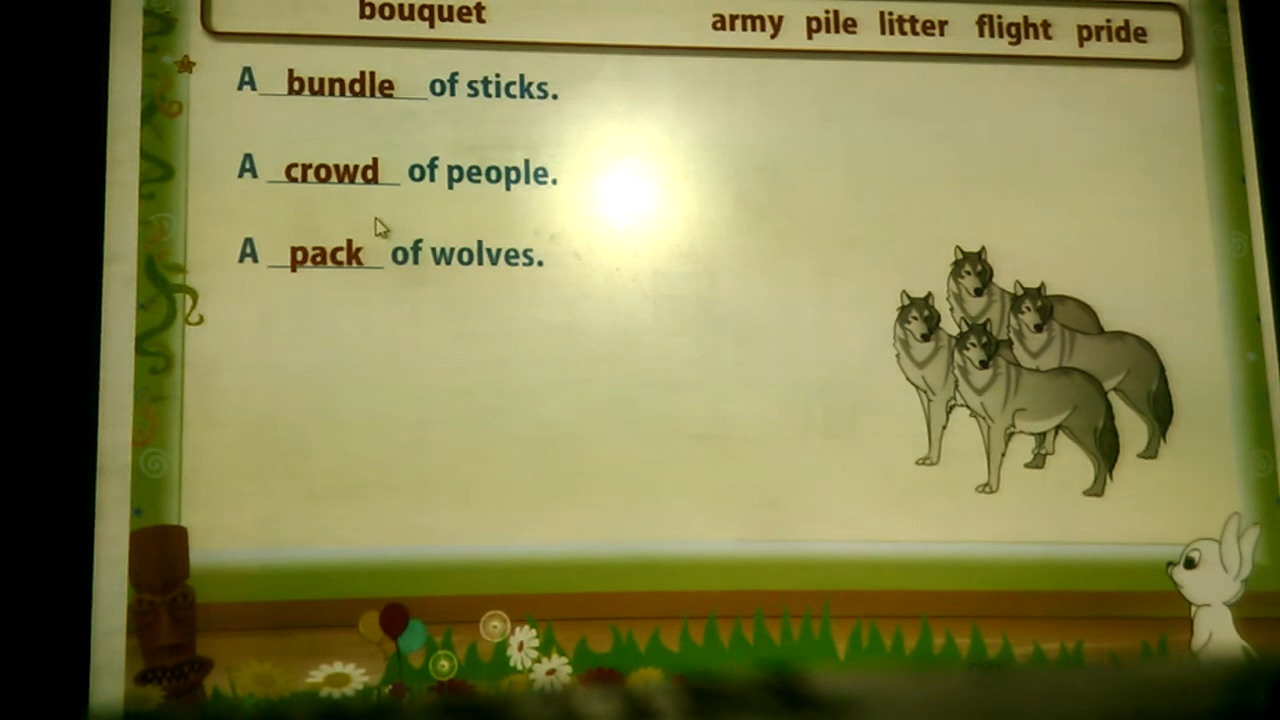 bouquet army pile litter flight pride
A bundle of sticks.
A crowd of people.
A pack of wolves.